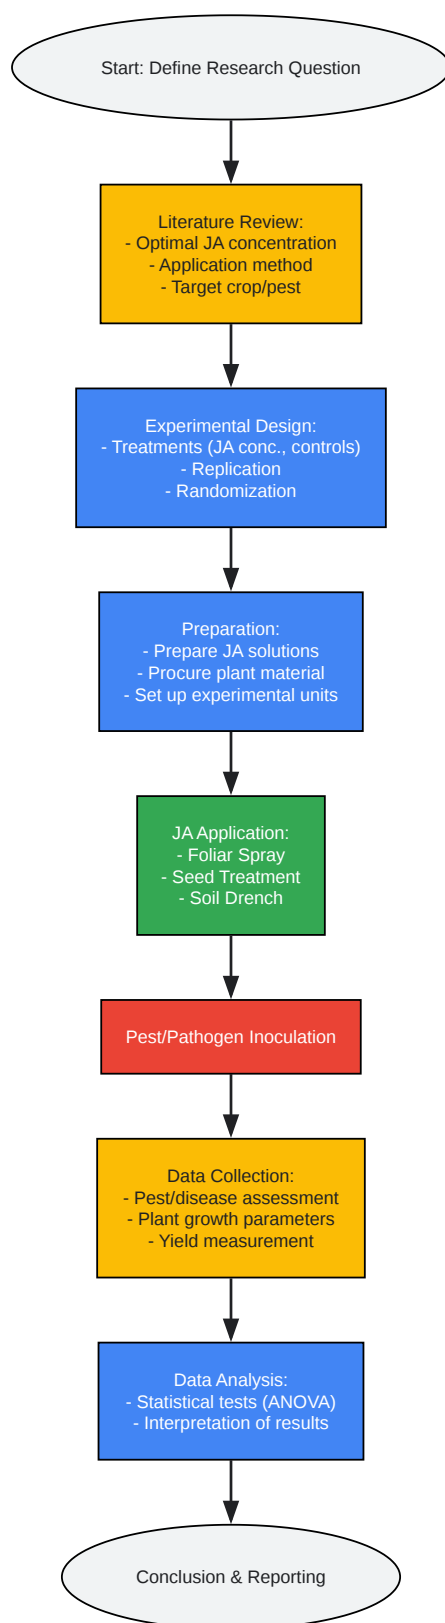 Start: Define Research Question
Literature Review:
- Optimal JA concentration
- Application method
- Target crop/pest
Experimental Design:
- Treatments (JA conc., controls)
- Replication
- Randomization
Preparation:
- Prepare JA solutions
- Procure plant material
- Set up experimental units
JA Application:
- Foliar Spray
- Seed Treatment
- Soil Drench
Pest/Pathogen Inoculation
Data Collection:
- Pest/disease assessment
- Plant growth parameters
- Yield measurement
Data Analysis:
- Statistical tests (ANOVA)
- Interpretation of results
Conclusion & Reporting